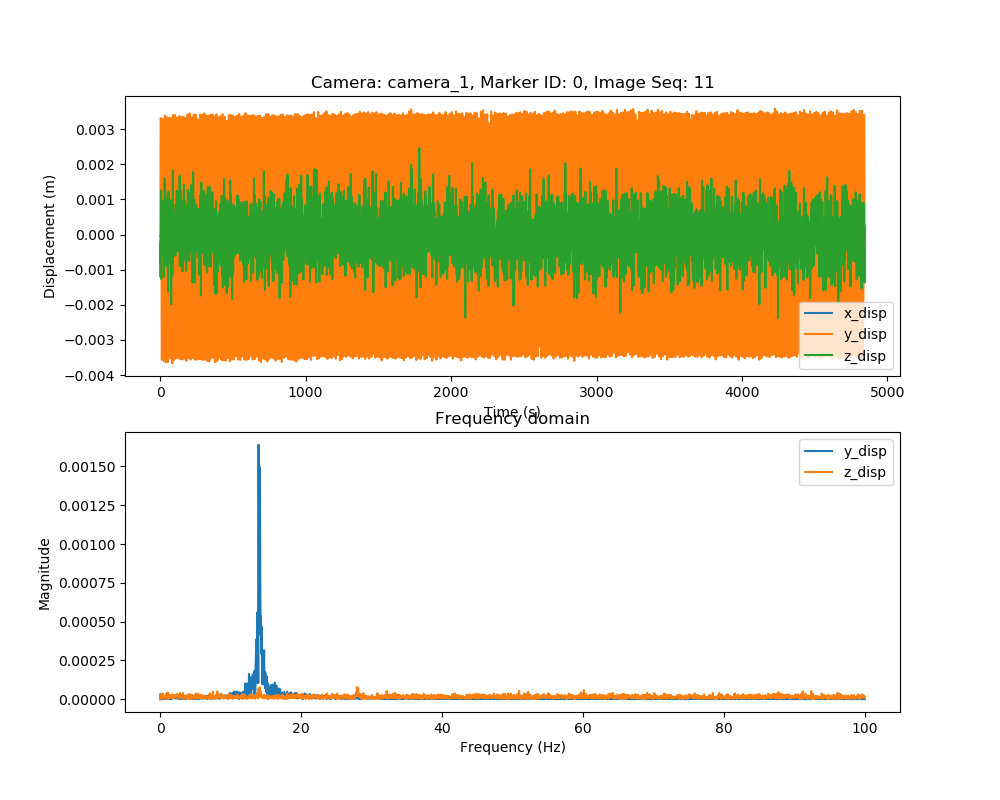 Camera: camera_1, Marker ID: 0, Image Seq: 11
Displacement (m)
0.003
0.002
0.001
0.000
−0.001
−0.002
−0.003
−0.004
x_disp
y_disp
z_disp
0 1000 2000 3000 4000 5000
Time (s)
Frequency domain
Magnitude
0.00150
0.00125
0.00100
0.00075
0.00050
0.00025
0.00000
y_disp
z_disp
0 20 40 60 80 100
Frequency (Hz)